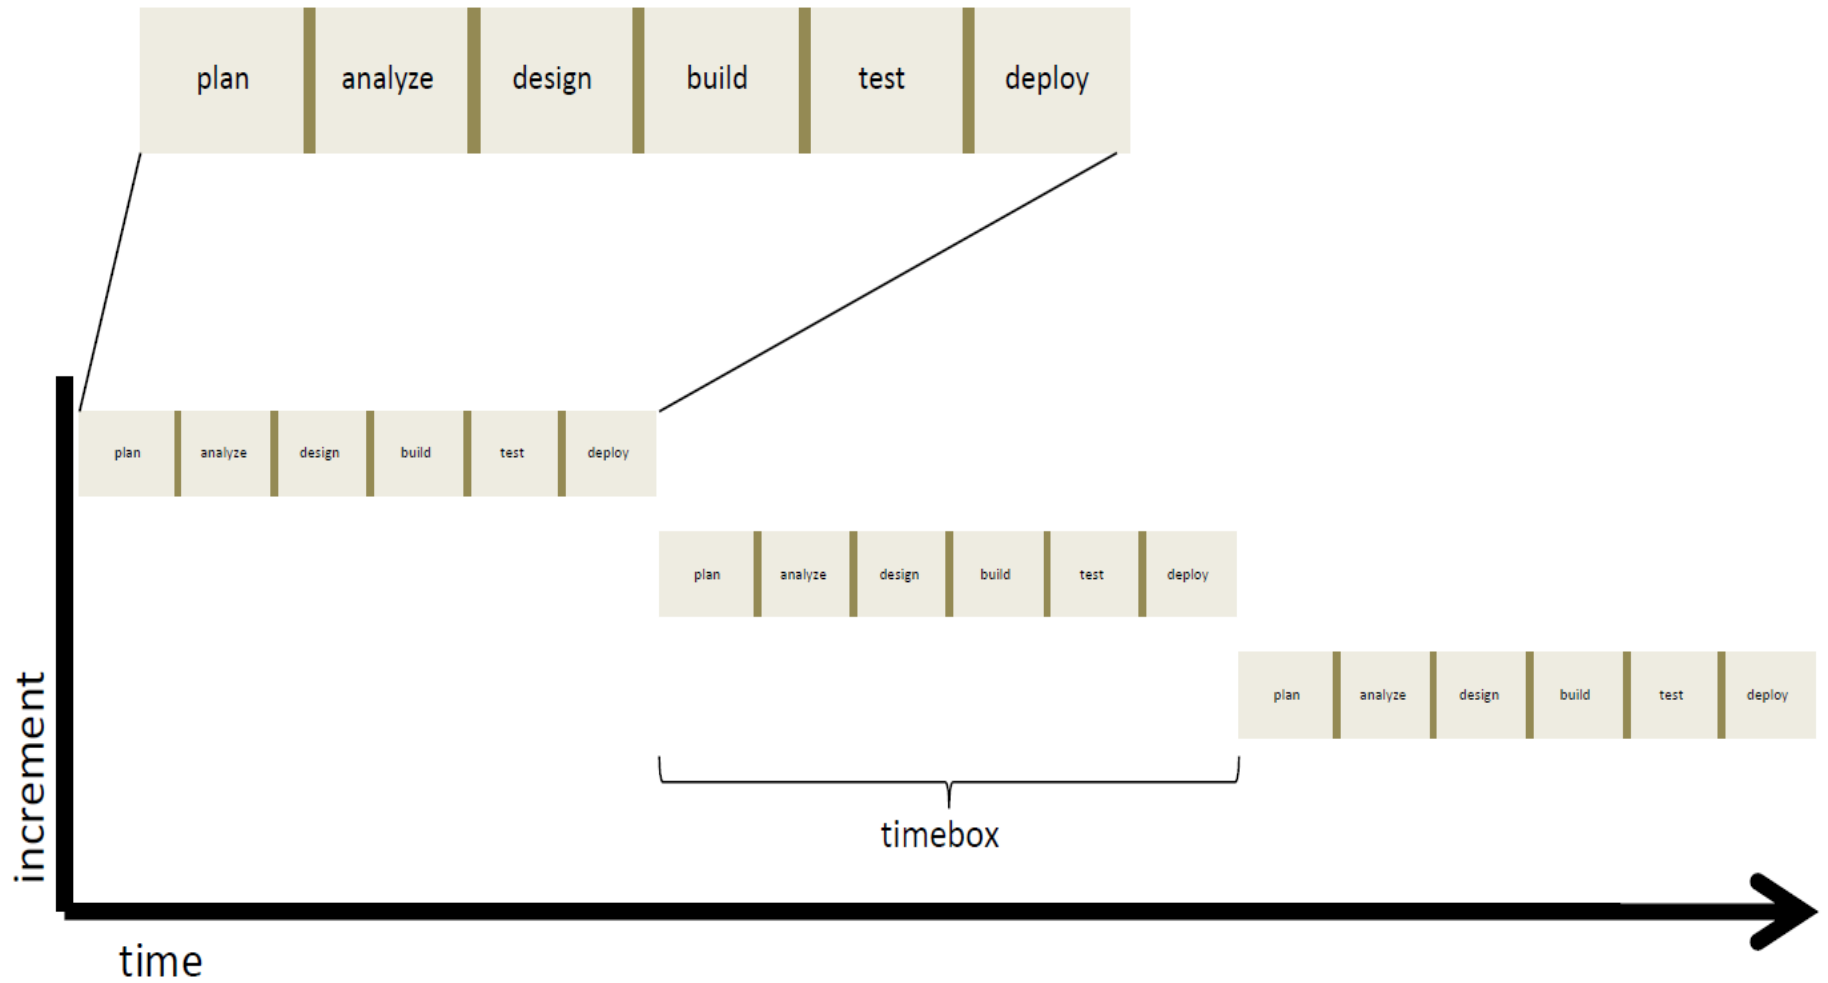 plan analyze design build test deploy
plan analyze design build test deploy
plan analyze design build test deploy
plan analyze design build test deploy
timebox
increment
time